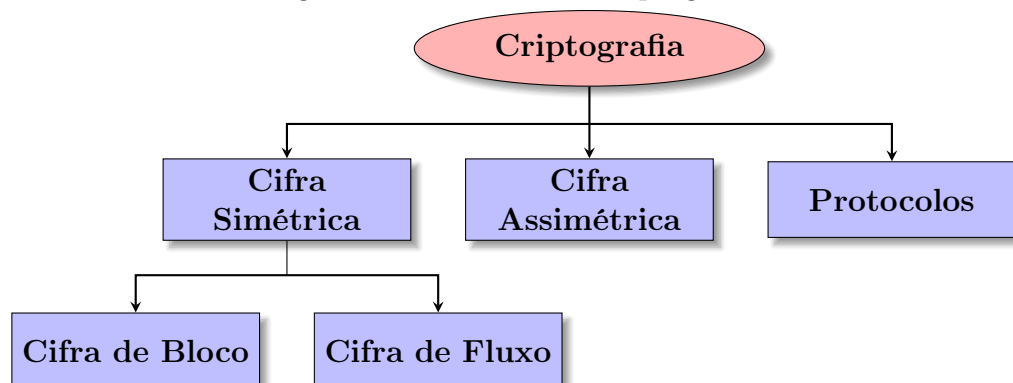 Criptografia
Cifra
Simétrica
Cifra
Assimétrica
Protocolos
Cifra de Bloco
Cifra de Fluxo